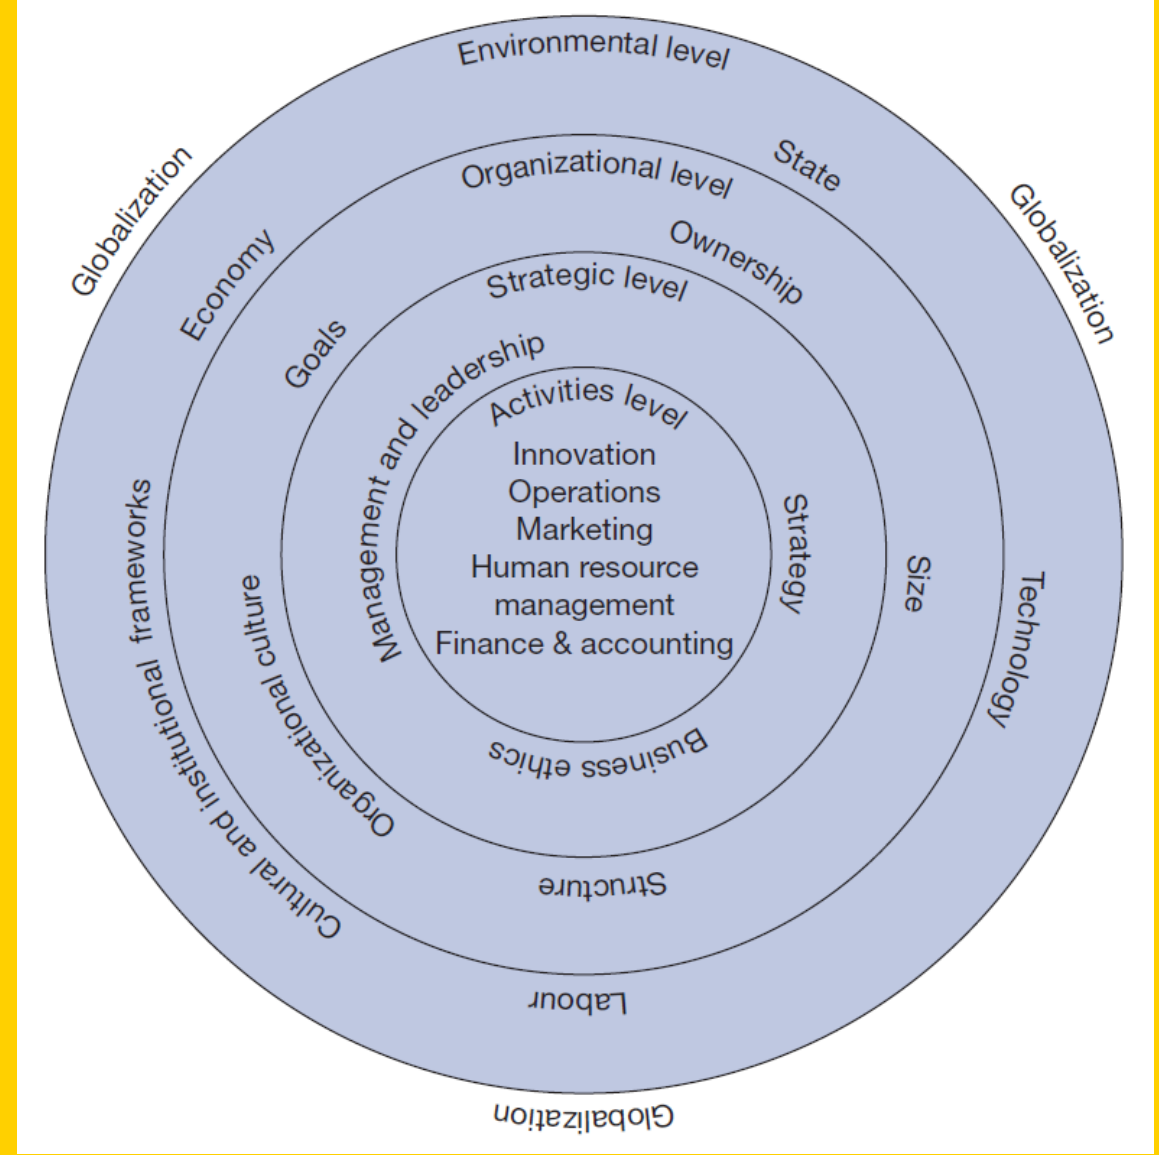 Environmental level
State
Technology
Labour
Cultural and institutional frameworks
Economy
Globalization
Globalization
Globalization
Organizational level
Ownership
Size
Structure
Organizational culture
Goals
Strategic level
Strategy
Business ethics
Management and leadership
Activities level
Innovation
Operations
Marketing
Human resource
management
Finance & accounting